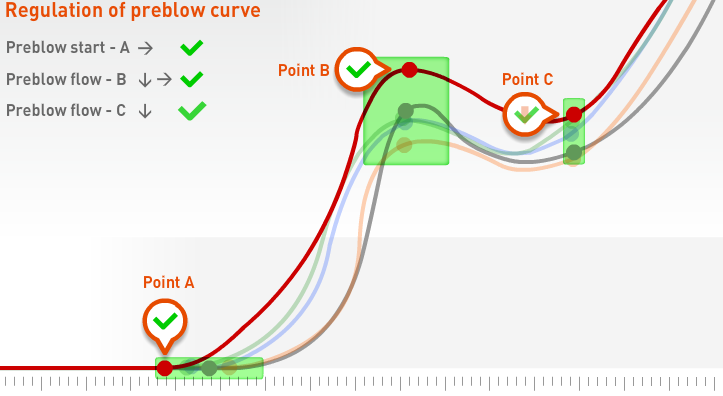 Regulation of preblow curve
Preblow start - A →
Preblow flow - B ↓ →
Preblow flow - C ↓
Point B
Point C
Point A